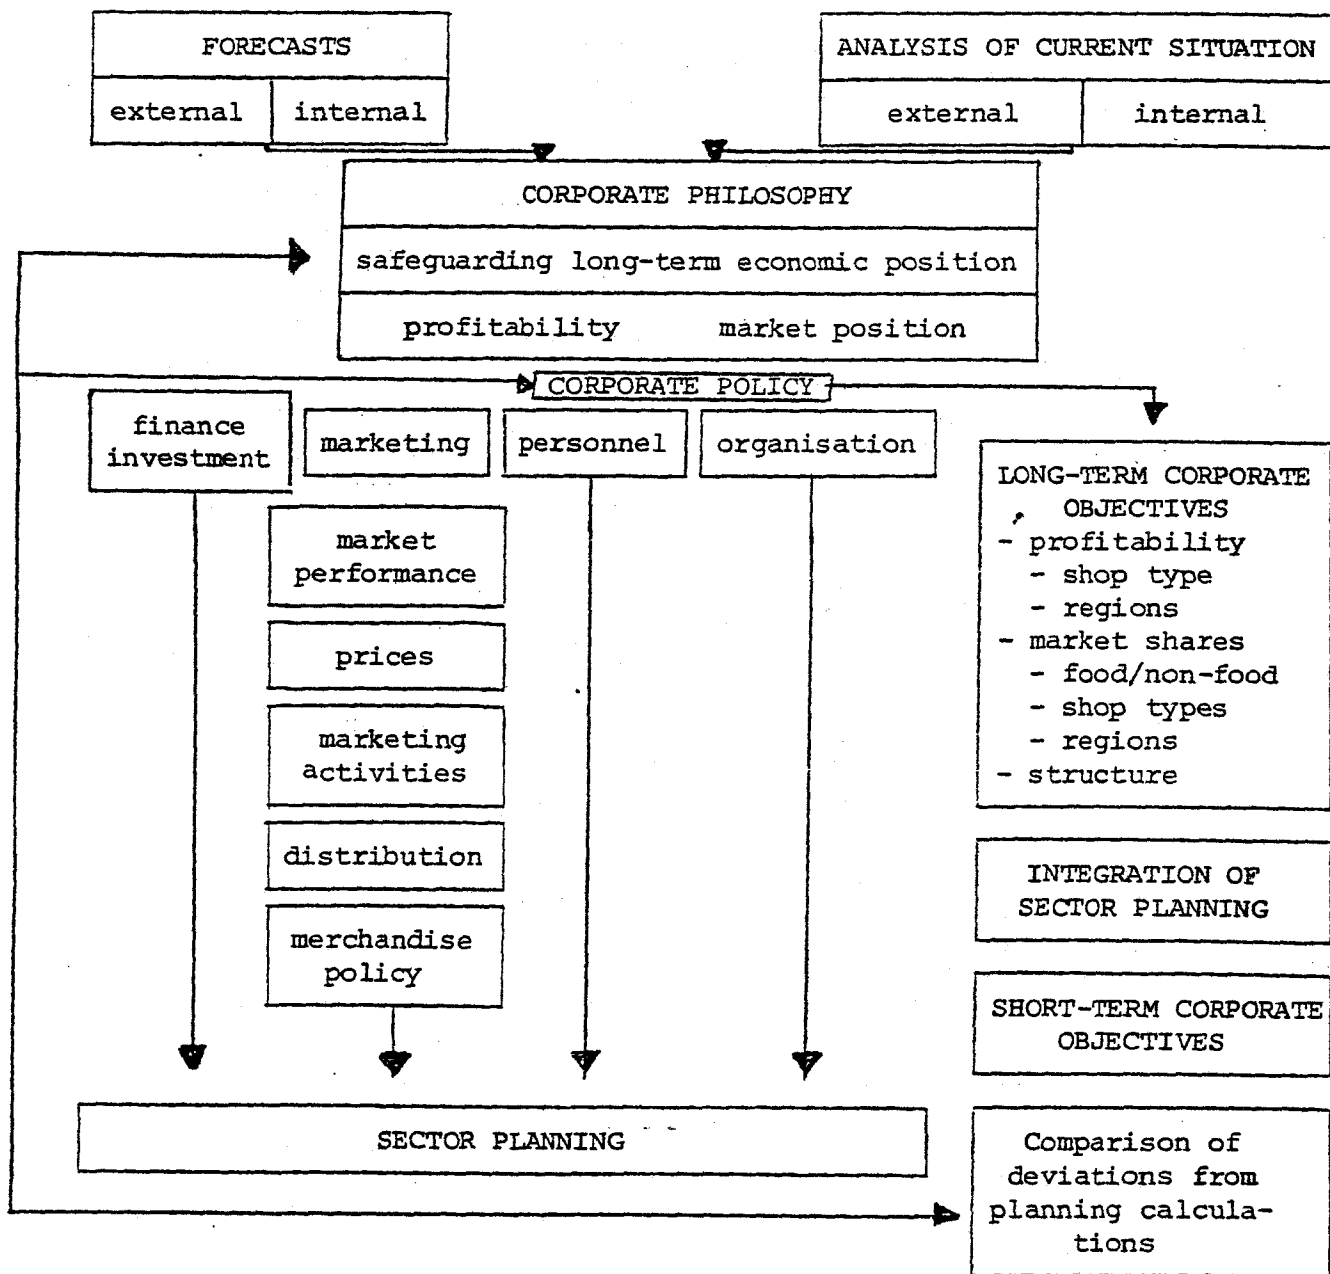 FORECASTS
external internal
ANALYSIS OF CURRENT SITUATION
external internal
CORPORATE PHILOSOPHY
safeguarding long-term economic position
profitability market position
CORPORATE POLICY
finance
investment
marketing
personnel
organisation
market
performance
prices
marketing
activities
distribution
merchandise
policy
SECTOR PLANNING
LONG-TERM CORPORATE
OBJECTIVES
- profitability
- shop type
- regions
- market shares
- food/non-food
- shop types
- regions
- structure
INTEGRATION OF
SECTOR PLANNING
SHORT-TERM CORPORATE
OBJECTIVES
Comparison of
deviations from
planning calcula-
tions